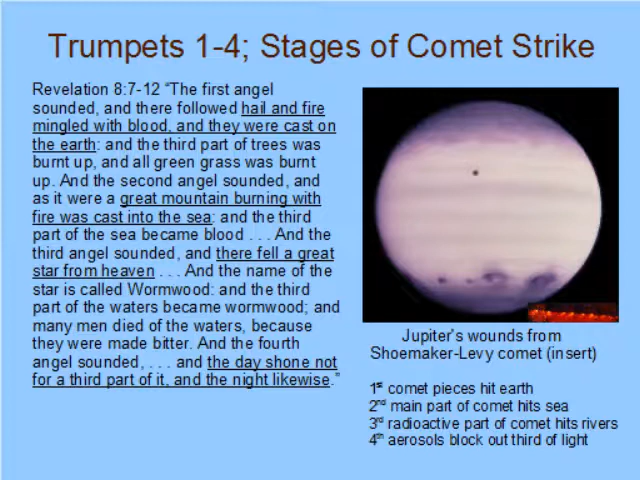 Trumpets 1-4; Stages of Comet Strike
Revelation 8:7-12 “The first angel
sounded, and there followed hail and fire
mingled with blood, and they were cast on
the earth: and the third part of trees was
burnt up, and all green grass was burnt
up. And the second angel sounded, and
as it were a great mountain burning with
fire was cast into the sea: and the third
part of the sea became blood . . . And the
third angel sounded, and there fell a great
star from heaven . . . And the name of the
star is called Wormwood: and the third
part of the waters became wormwood; and
many men died of the waters, because
they were made bitter. And the fourth
angel sounded, . . . and the day shone not
for a third part of it, and the night likewise.”
Jupiter's wounds from
Shoemaker-Levy comet (insert)
1st comet pieces hit earth
2nd main part of comet hits sea
3rd radioactive part of comet hits rivers
4th aerosols block out third of light